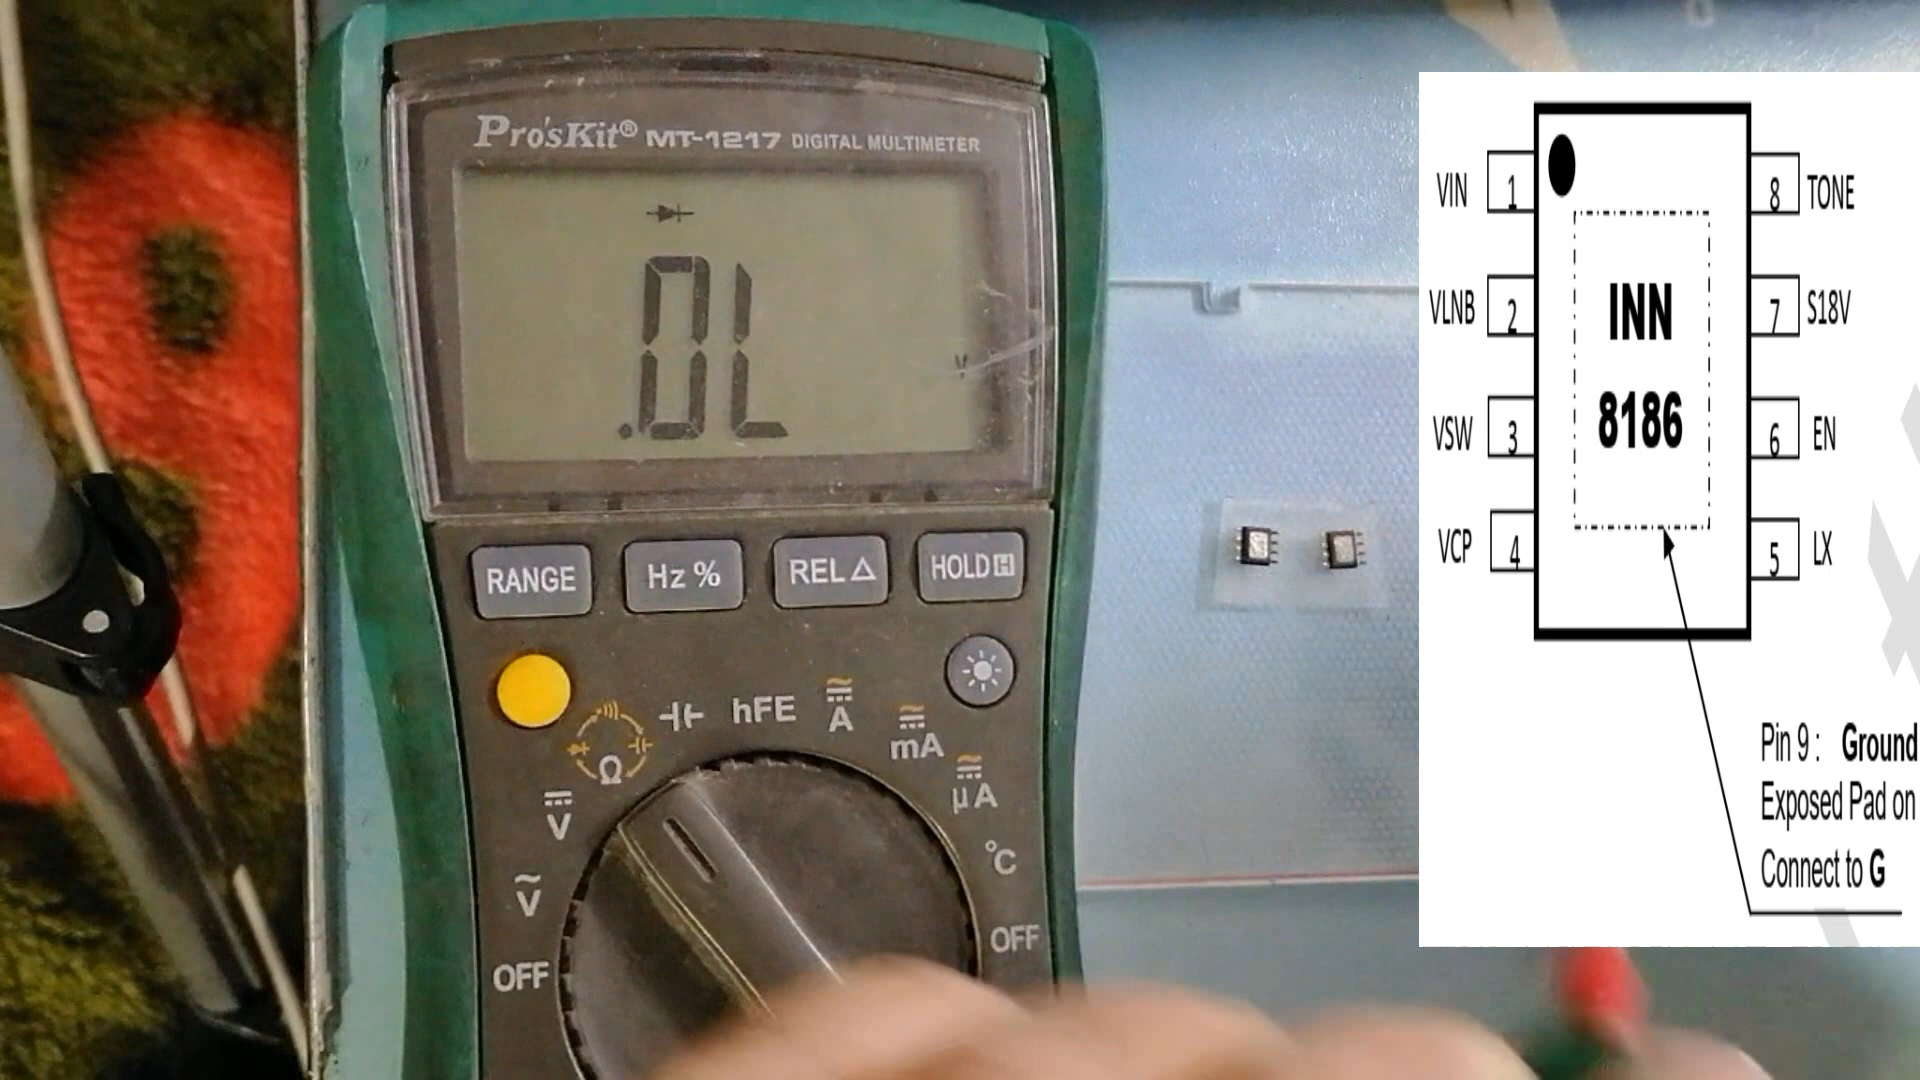 Pro'sKit® MT-1217 DIGITAL MULTIMETER
.0L
V
RANGE
Hz %
REL △
HOLD H
hFE
A
mA
µA
°C
OFF
Ω
V
V
OFF
VIN 1
VLNB 2
VSW 3
VCP 4
INN
8186
8 TONE
7 S18V
6 EN
5 LX
Pin 9 : Ground
Exposed Pad on
Connect to G